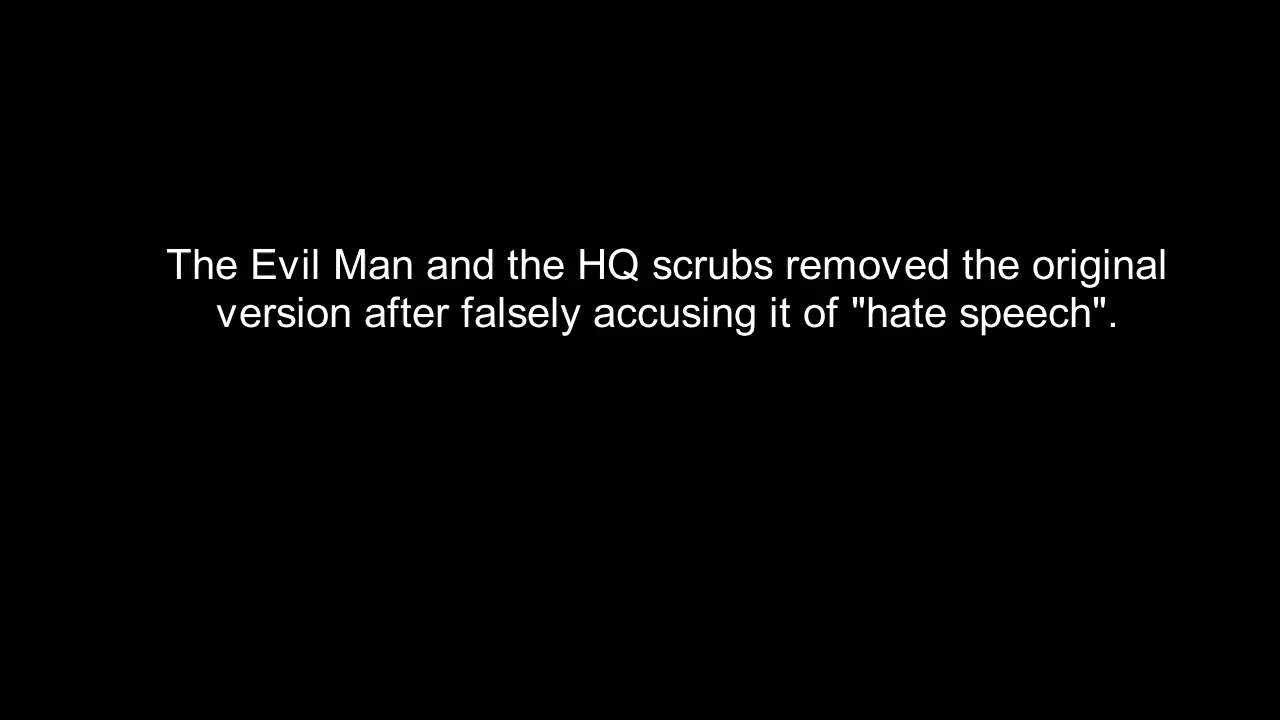 The Evil Man and the HQ scrubs removed the original
version after falsely accusing it of "hate speech".